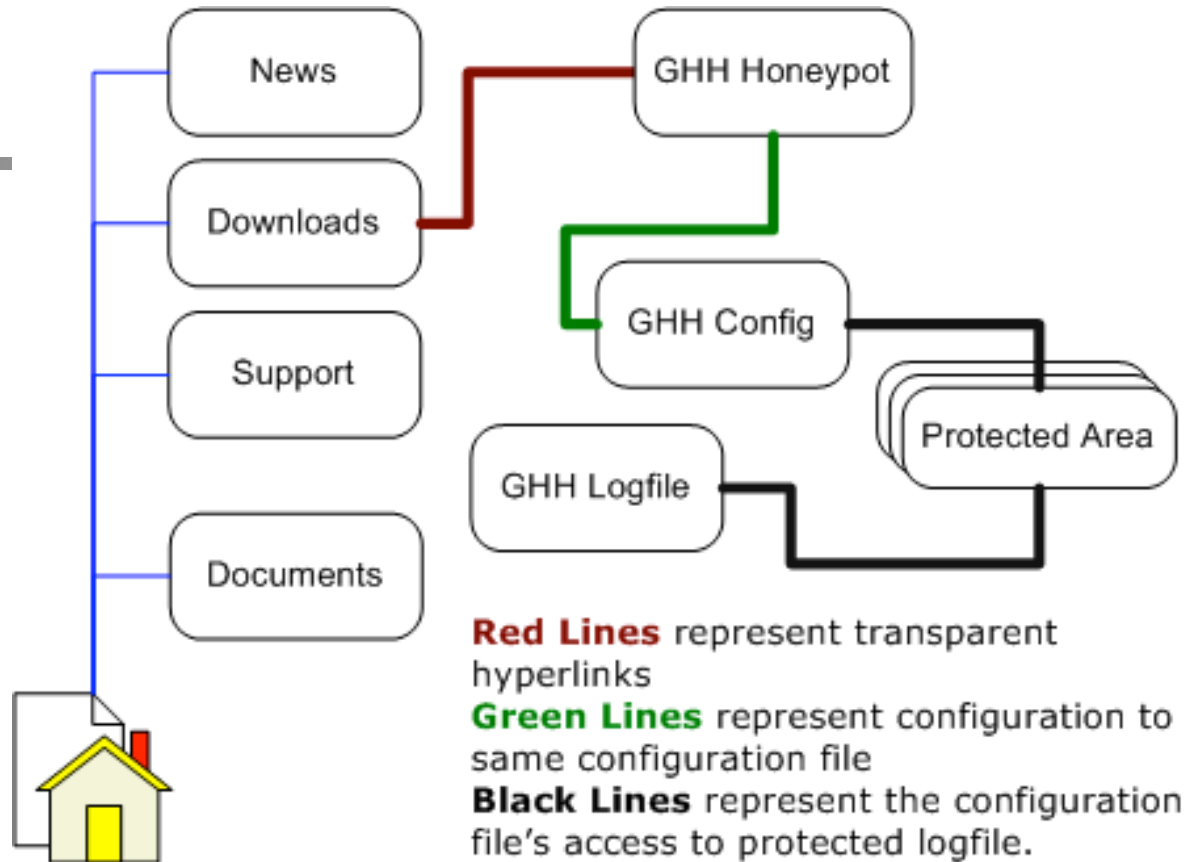 News
GHH Honeypot
Downloads
GHH Config
Support
Protected Area
GHH Logfile
Documents
Red Lines represent transparent
hyperlinks
Green Lines represent configuration to
same configuration file
Black Lines represent the configuration
file's access to protected logfile.